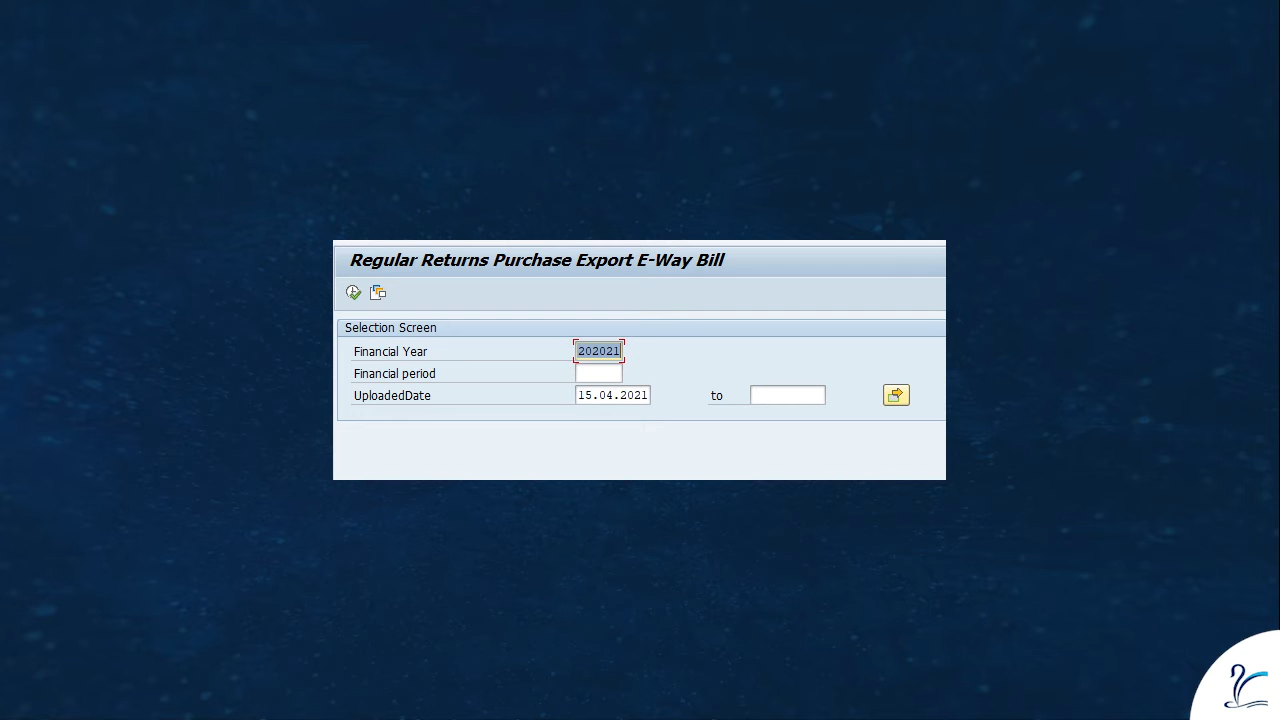 Regular Returns Purchase Export E-Way Bill
Selection Screen
Financial Year 202021
Financial period
UploadedDate 15.04.2021 to